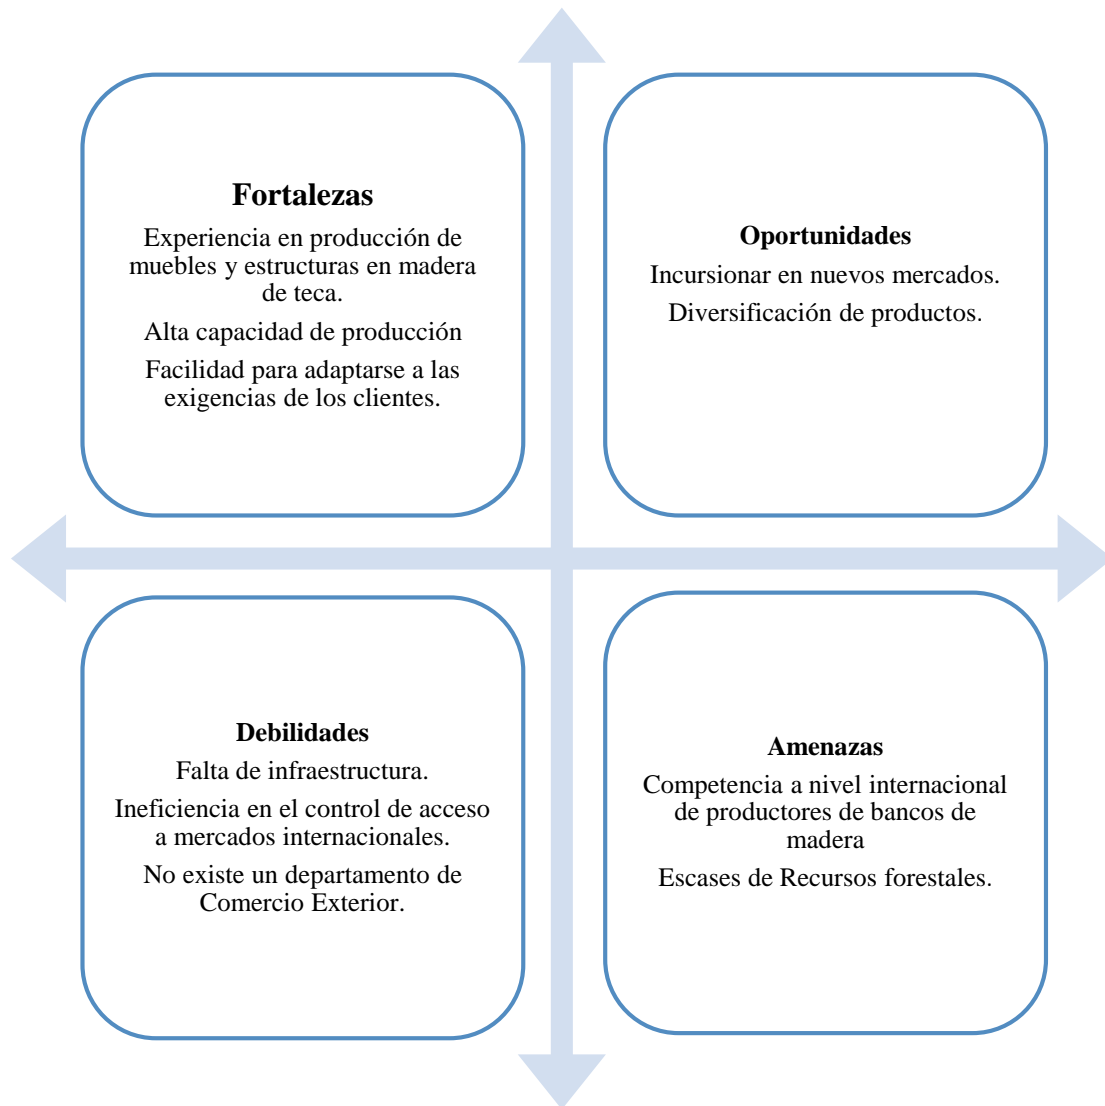 Fortalezas
Experiencia en producción de
muebles y estructuras en madera
de teca.
Alta capacidad de producción
Facilidad para adaptarse a las
exigencias de los clientes.
Oportunidades
Incursionar en nuevos mercados.
Diversificación de productos.
Debilidades
Falta de infraestructura.
Ineficiencia en el control de acceso
a mercados internacionales.
No existe un departamento de
Comercio Exterior.
Amenazas
Competencia a nivel internacional
de productores de bancos de
madera
Escases de Recursos forestales.